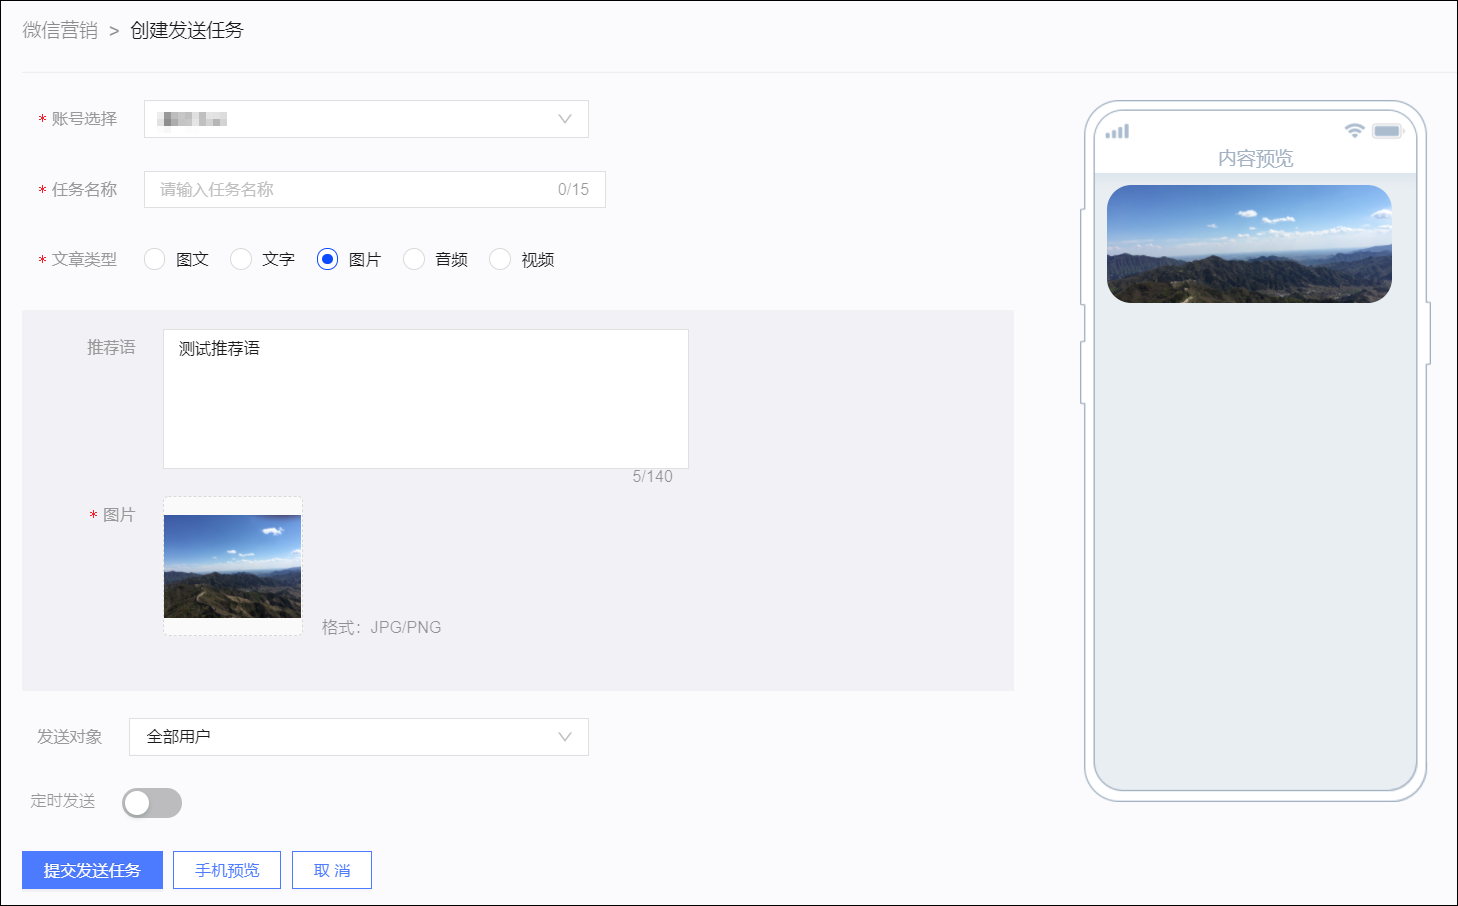 微信营销 > 创建发送任务
* 账号选择
* 任务名称 请输入任务名称 0/15
* 文章类型 图文 文字 图片 音频 视频
推荐语 测试推荐语
5/140
* 图片
格式：JPG/PNG
发送对象 全部用户
定时发送
提交发送任务 手机预览 取 消
内容预览